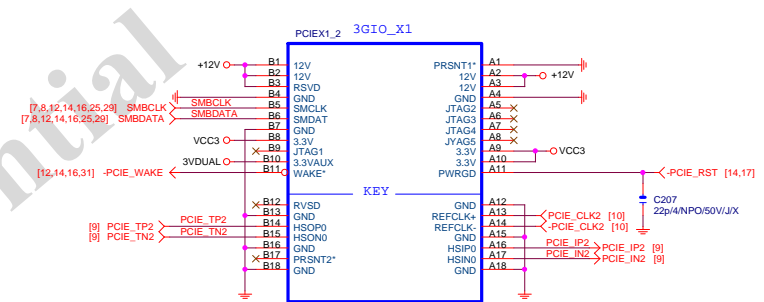 3GIO_X1
PCIEX1_2
+12V B1 12V PRSNT1* A1
B2 12V 12V A2 +12V
B3 RSVD 12V A3
B4 GND GND A4
[7,8,12,14,16,25,29] SMBCLK SMBCLK B5 SMCLK JTAG2 A5
[7,8,12,14,16,25,29] SMBDATA SMBDATA B6 SMDAT JTAG3 A6
B7 GND JTAG4 A7
VCC3 B8 3.3V JYAG5 A8
B9 JTAG1 3.3V A9 VCC3
3VDUAL B10 3.3VAUX 3.3V A10
[12,14,16,31] -PCIE_WAKE B11 WAKE* PWRGD A11 -PCIE_RST [14,17]
KEY
B12 RVSD GND A12
B13 GND REFCLK+ A13 PCIE_CLK2 [10]
[9] PCIE_TP2 PCIE_TP2 B14 HSOP0 REFCLK- A14 -PCIE_CLK2 [10]
[9] PCIE_TN2 PCIE_TN2 B15 HSON0 GND A15
B16 GND HSIP0 A16 PCIE_IP2 PCIE_IP2 [9]
B17 PRSNT2* HSIN0 A17 PCIE_IN2 PCIE_IN2 [9]
B18 GND GND A18
C207
22p/4/NPO/50V/J/X
ntial